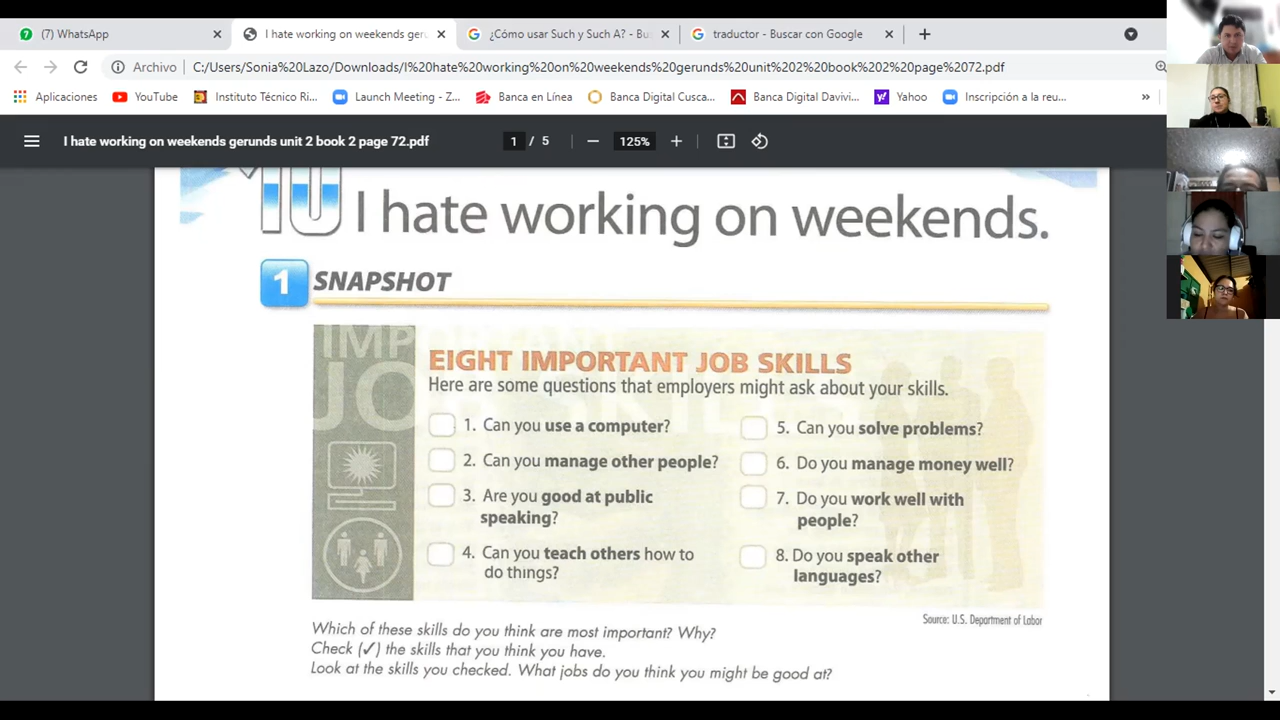 (7) WhatsApp
I hate working on weekends geru
¿Cómo usar Such y Such A? - Bu
traductor - Buscar con Google
Archivo
C:/Users/Sonia%20Lazo/Downloads/I%20hate%20working%20on%20weekends%20gerunds%20unit%202%20book%202%20page%2072.pdf
Aplicaciones
YouTube
Instituto Técnico Ri...
Launch Meeting - Z...
Banca en Línea
Banca Digital Cusca...
Banca Digital Davivi...
Yahoo
Inscripción a la reu...
»
I hate working on weekends gerunds unit 2 book 2 page 72.pdf
1 / 5
125%
10 I hate working on weekends.
1 SNAPSHOT
IMP
JO
EIGHT IMPORTANT JOB SKILLS
Here are some questions that employers might ask about your skills.
1. Can you use a computer?
2. Can you manage other people?
3. Are you good at public
speaking?
4. Can you teach others how to
do things?
5. Can you solve problems?
6. Do you manage money well?
7. Do you work well with
people?
8. Do you speak other
languages?
Source: U.S. Department of Labor
Which of these skills do you think are most important? Why?
Check (✓) the skills that you think you have.
Look at the skills you checked. What jobs do you think you might be good at?